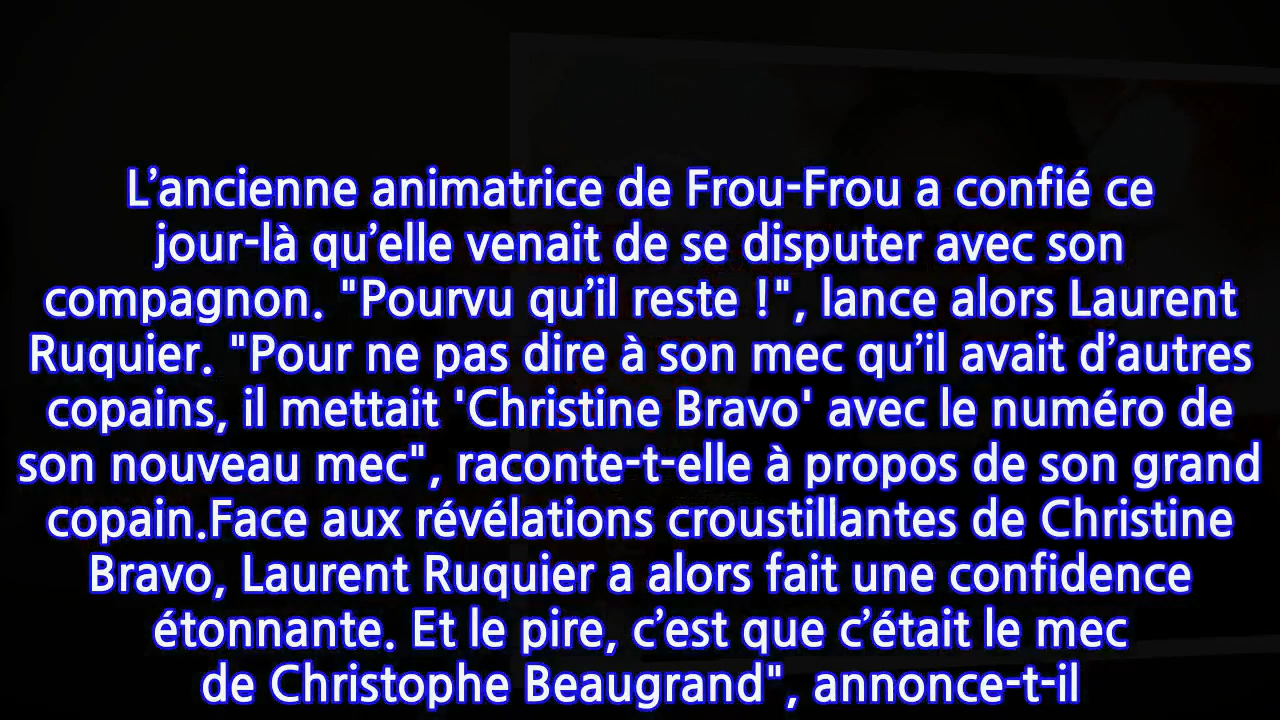 L’ancienne animatrice de Frou-Frou a confié ce
jour-là qu’elle venait de se disputer avec son
compagnon. "Pourvu qu’il reste !", lance alors Laurent
Ruquier. "Pour ne pas dire à son mec qu’il avait d’autres
copains, il mettait 'Christine Bravo' avec le numéro de
son nouveau mec", raconte-t-elle à propos de son grand
copain.Face aux révélations croustillantes de Christine
Bravo, Laurent Ruquier a alors fait une confidence
étonnante. Et le pire, c’est que c’était le mec
de Christophe Beaugrand", annonce-t-il